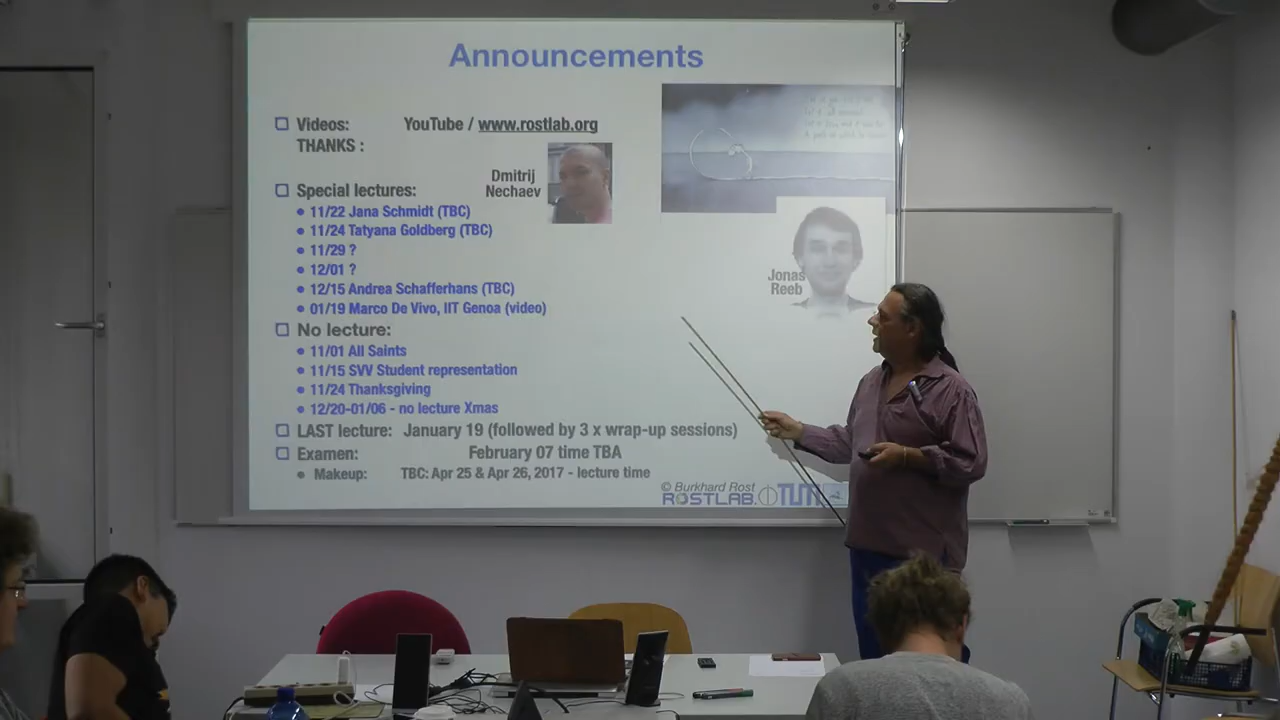 Announcements
Videos: YouTube / www.rostlab.org
THANKS :
Dmitrij
Nechaev
Special lectures:
11/22 Jana Schmidt (TBC)
11/24 Tatyana Goldberg (TBC)
11/29 ?
12/01 ?
12/15 Andrea Schafferhans (TBC)
01/19 Marco De Vivo, IIT Genoa (video)
Jonas
Reeb
No lecture:
11/01 All Saints
11/15 SVV Student representation
11/24 Thanksgiving
12/20-01/06 - no lecture Xmas
LAST lecture: January 19 (followed by 3 x wrap-up sessions)
Examen: February 07 time TBA
Makeup: TBC: Apr 25 & Apr 26, 2017 - lecture time
© Burkhard Rost
ROSTLAB TUM